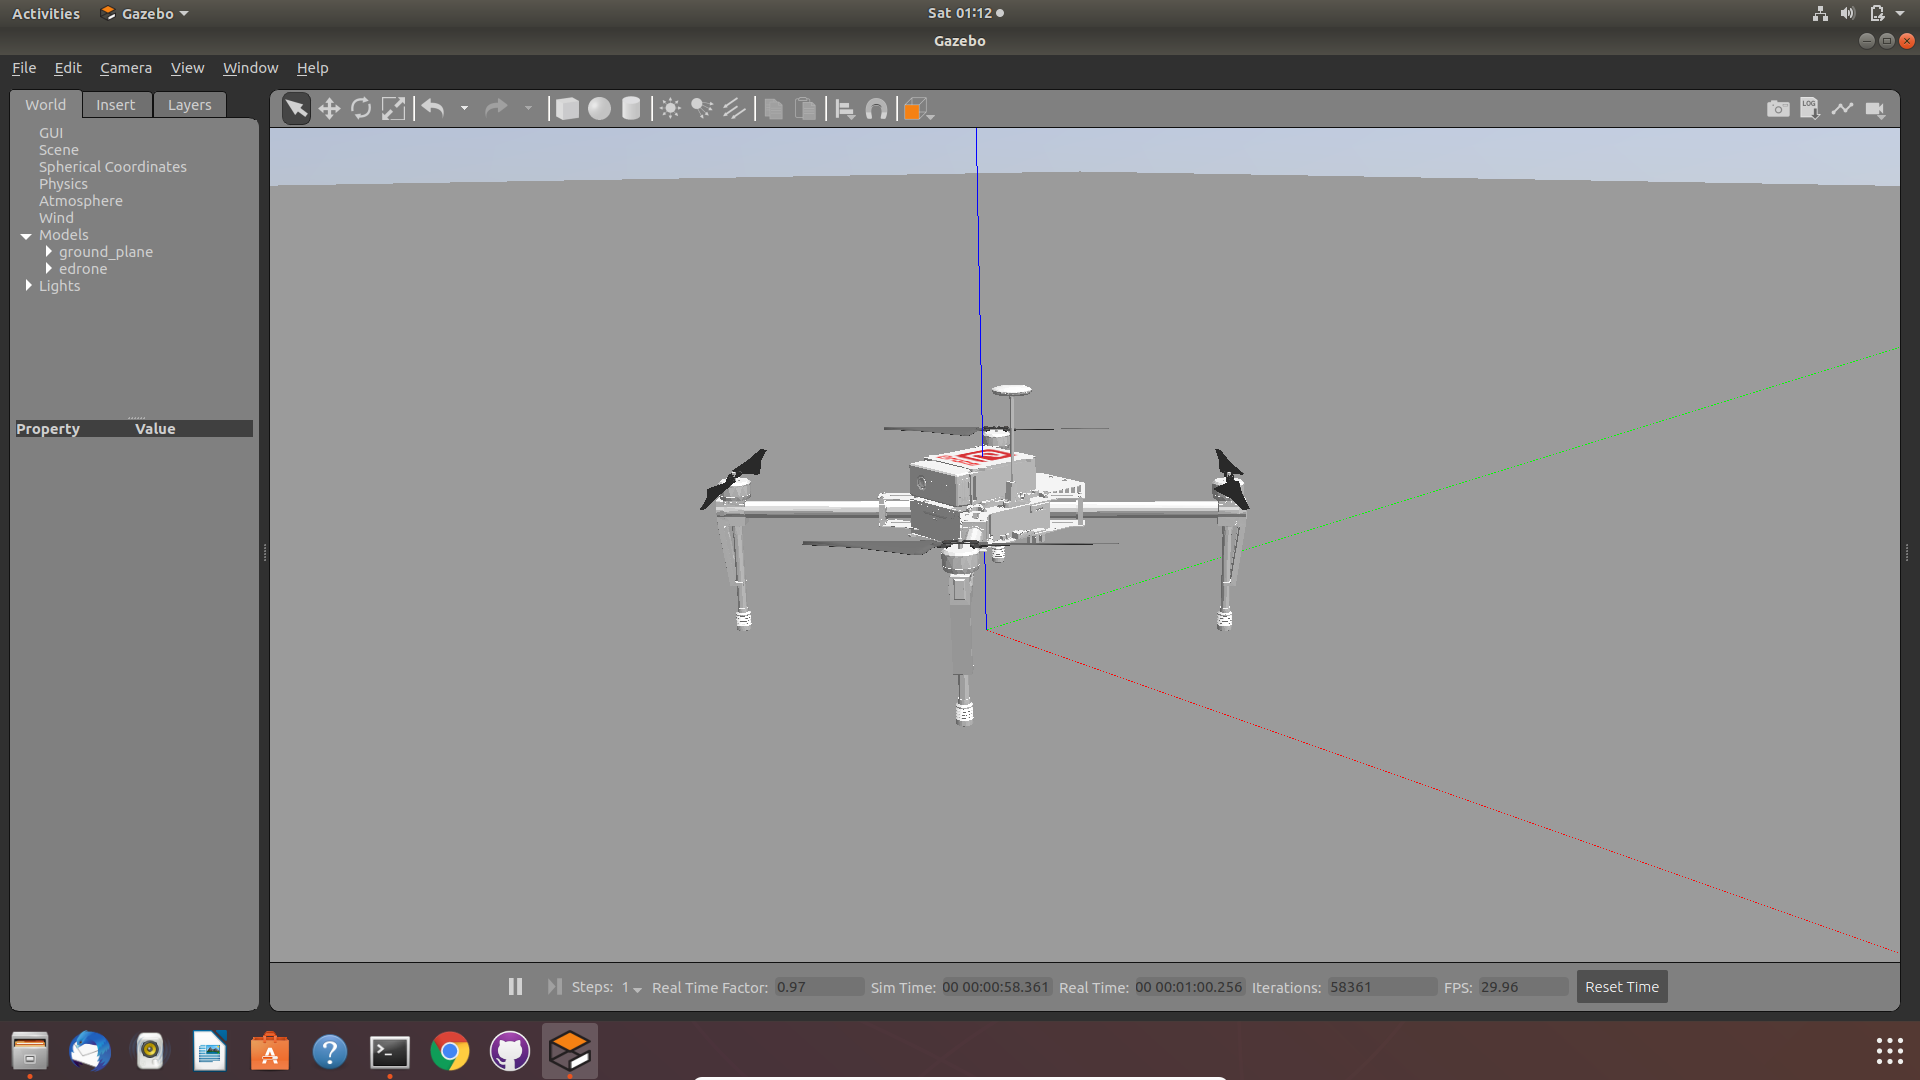 Activities Gazebo Sat 01:12
Gazebo
File Edit Camera View Window Help
World Insert Layers
LOG
GUI
Scene
Spherical Coordinates
Physics
Atmosphere
Wind
Models
ground_plane
edrone
Lights
Property Value
Steps: 1 Real Time Factor: 0.97 Sim Time: 00 00:00:58.361 Real Time: 00 00:01:00.256 Iterations: 58361 FPS: 29.96 Reset Time